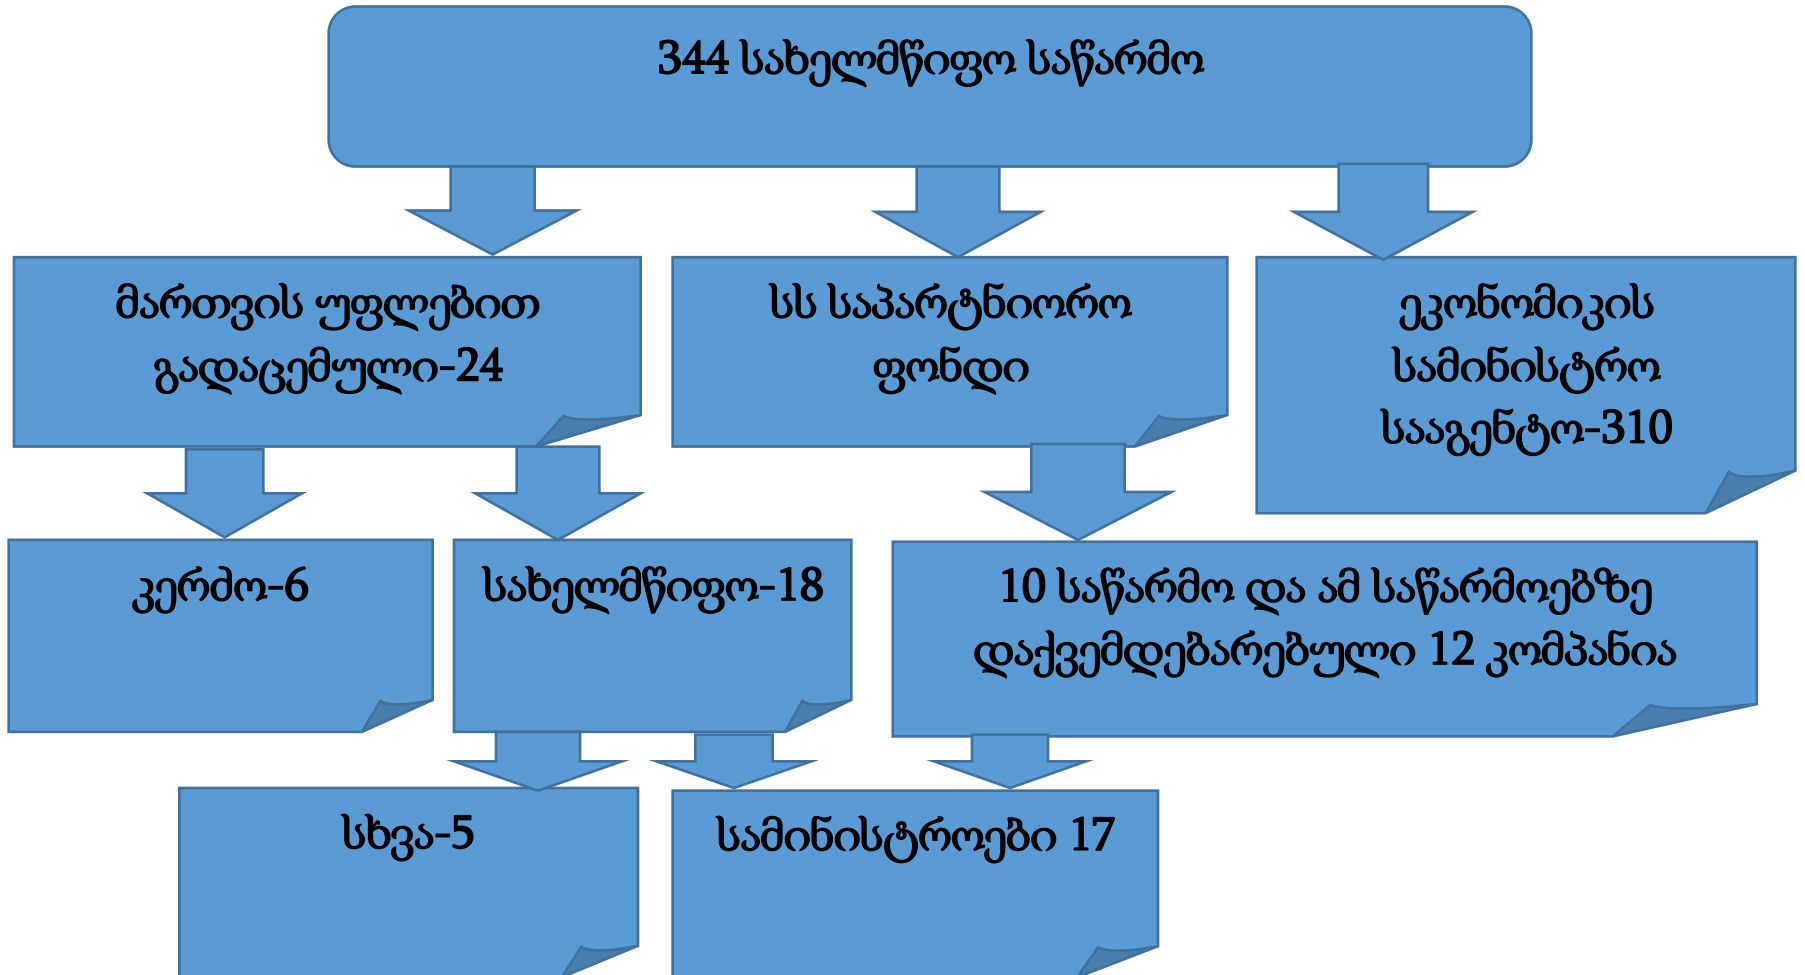 344 სახელმწიფო საწარმო
მართვის უფლებით
გადაცემული-24
სს საპარტნიორო
ფონდი
ეკონომიკის
სამინისტრო
სააგენტო-310
კერძო-6
სახელმწიფო-18
10 საწარმო და ამ საწარმოებზე
დაქვემდებარებული 12 კომპანია
სხვა-5
სამინისტროები 17